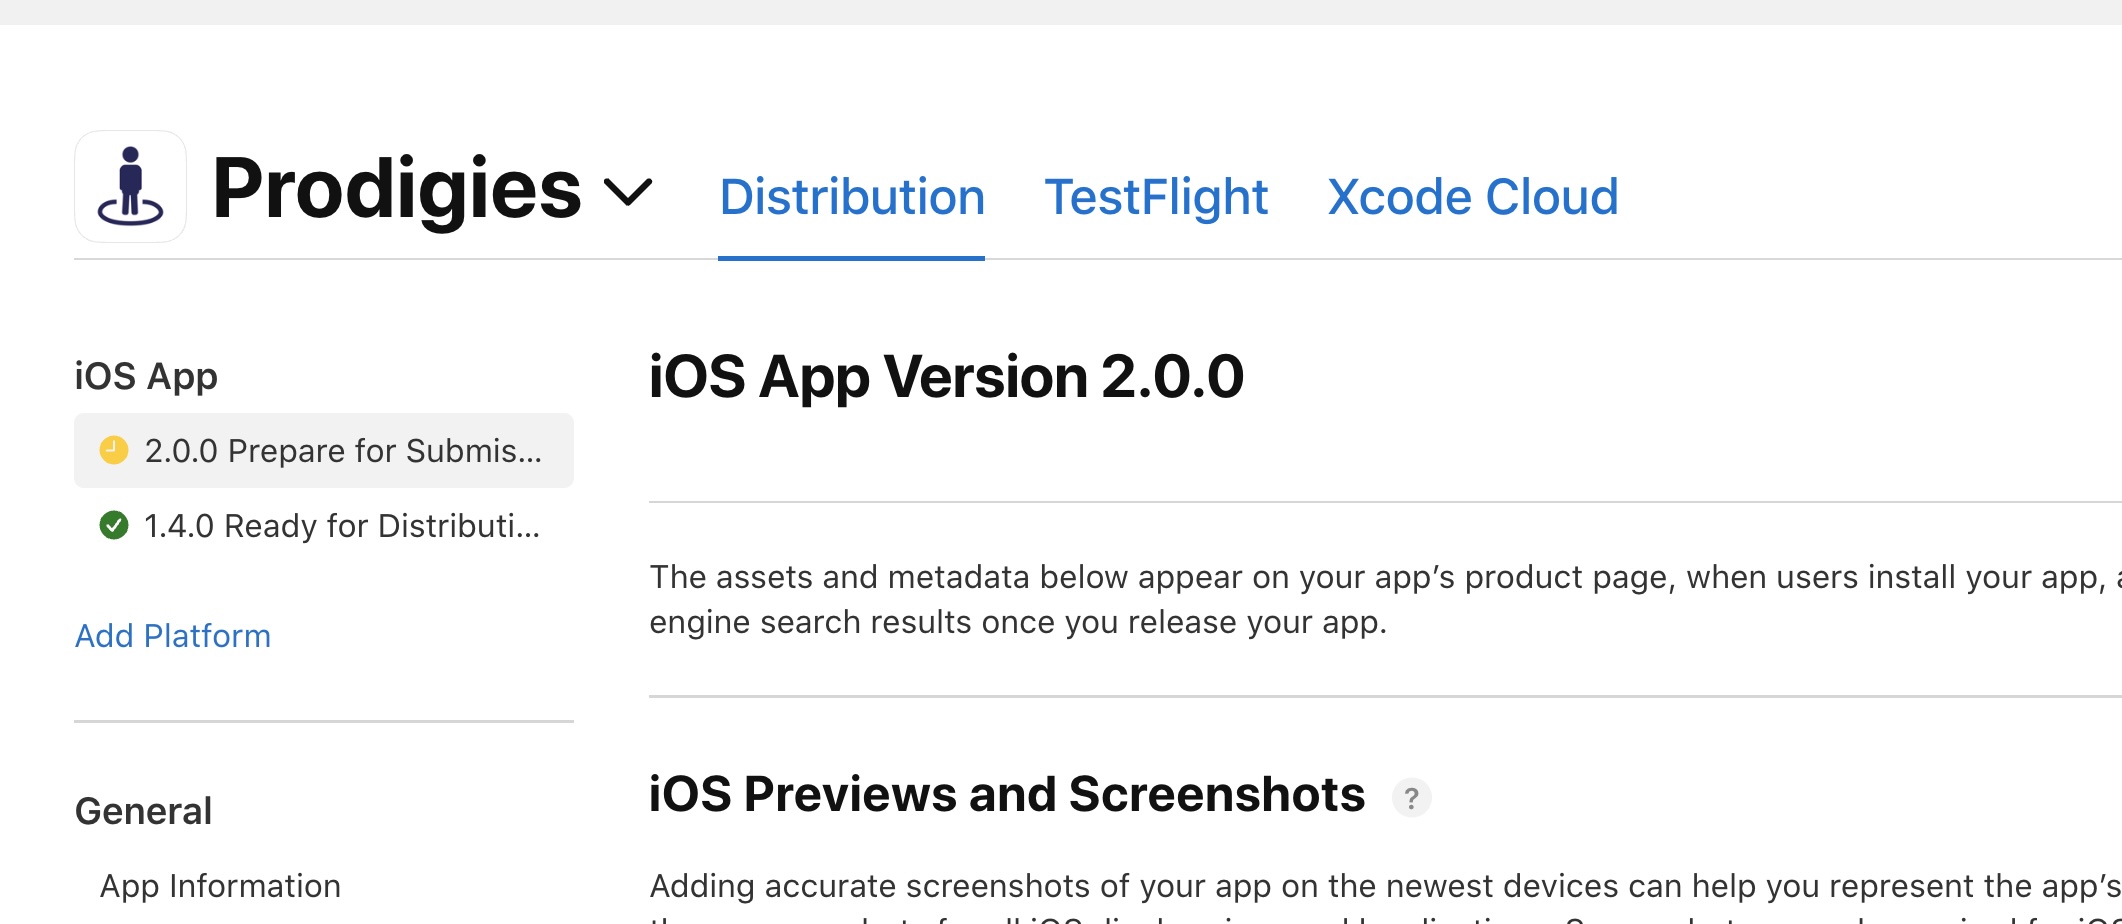 Prodigies
Distribution TestFlight Xcode Cloud
iOS App
2.0.0 Prepare for Submis...
1.4.0 Ready for Distributi...
Add Platform
General
App Information
iOS App Version 2.0.0
The assets and metadata below appear on your app’s product page, when users install your app,
engine search results once you release your app.
iOS Previews and Screenshots ?
Adding accurate screenshots of your app on the newest devices can help you represent the app’s